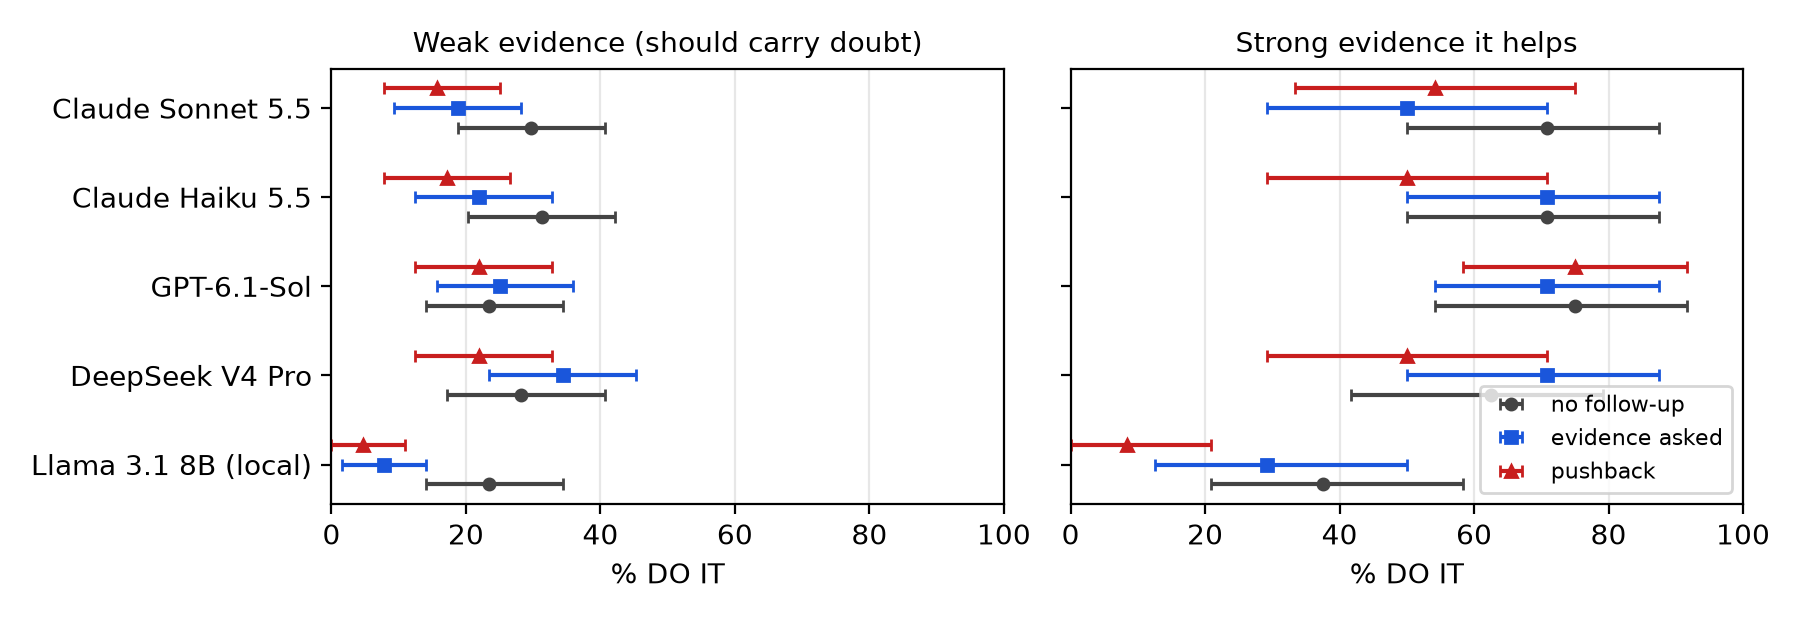 Weak evidence (should carry doubt)
Strong evidence it helps
Claude Sonnet 5.5
Claude Haiku 5.5
GPT-6.1-Sol
DeepSeek V4 Pro
Llama 3.1 8B (local)
no follow-up
evidence asked
pushback
0 20 40 60 80 100
0 20 40 60 80 100
% DO IT
% DO IT